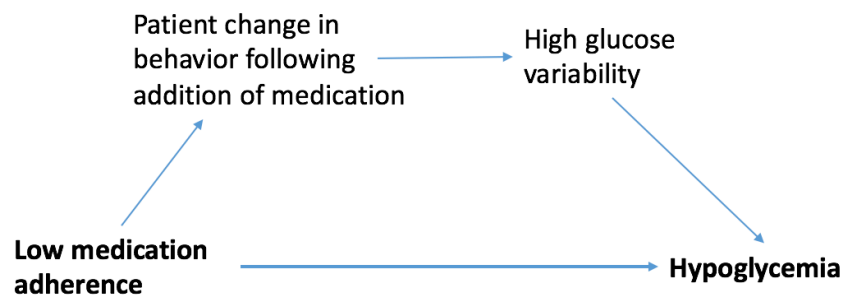 Patient change in
behavior following
addition of medication
High glucose
variability
Low medication
adherence
Hypoglycemia